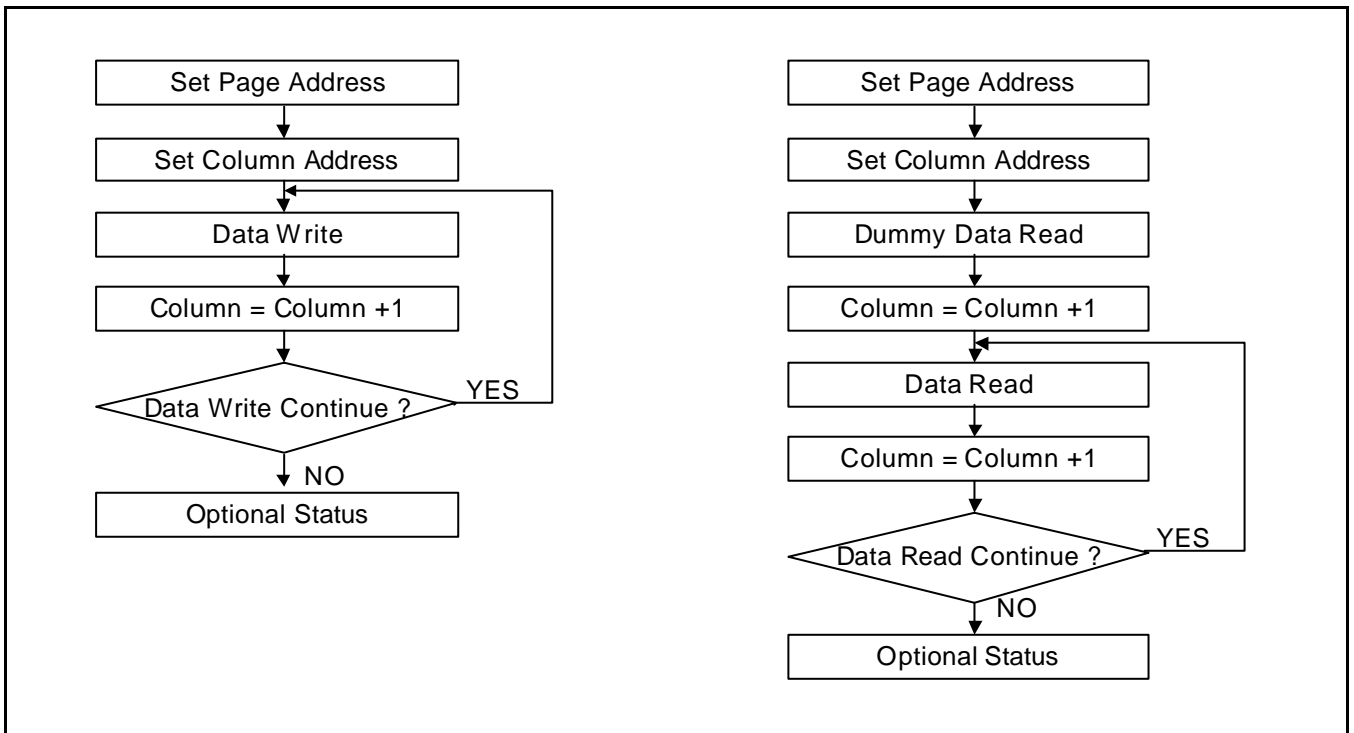 Set Page Address
Set Column Address
Data Write
Column = Column +1
Data Write Continue ?
YES
NO
Optional Status
Set Page Address
Set Column Address
Dummy Data Read
Column = Column +1
Data Read
Column = Column +1
Data Read Continue ?
YES
NO
Optional Status